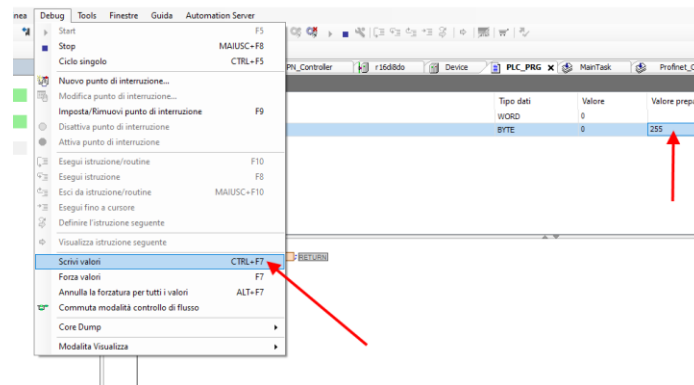 nea Debug Tools Finestre Guida Automation Server
Start F5
Stop MAIUSC+F8
Ciclo singolo CTRL+F5
PN_Controller r16di8do Device PLC_PRG X MainTask Profinet_C
Nuovo punto di interruzione...
Modifica punto di interruzione...
Tipo dati Valore Valore prepa
Imposta/Rimuovi punto di interruzione F9
WORD 0
Disattiva punto di interruzione
BYTE 0 255
Attiva punto di interruzione
Esegui istruzione/routine F10
Esegui istruzione F8
Esci da istruzione/routine MAIUSC+F10
Esegui fino a cursore
Definire l'istruzione seguente
Visualizza istruzione seguente
Scrivi valori CTRL+F7
RETURN
Forza valori F7
Annulla la forzatura per tutti i valori ALT+F7
Commuta modalità controllo di flusso
Core Dump
Modalita Visualizza